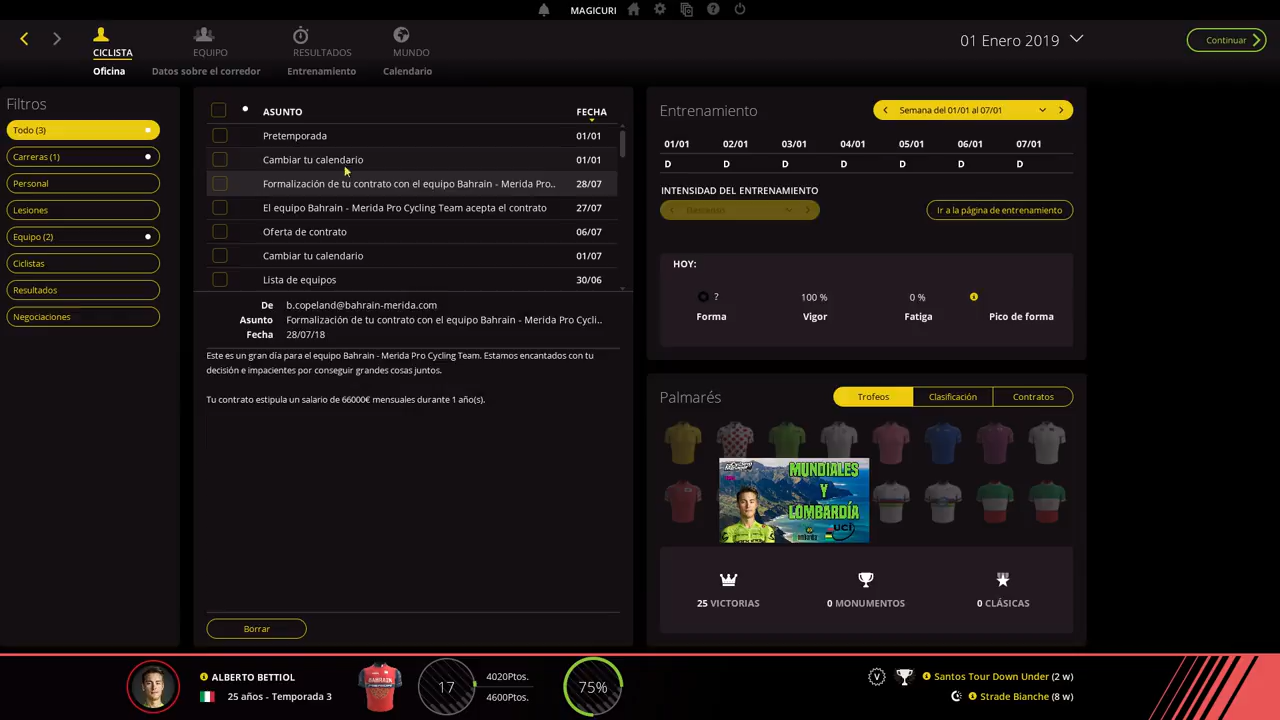 MAGICURI
CICLISTA
EQUIPO
RESULTADOS
MUNDO
01 Enero 2019
Continuar
Oficina
Datos sobre el corredor
Entrenamiento
Calendario
Filtros
Todo (3)
Carreras (1)
Personal
Lesiones
Equipo (2)
Ciclistas
Resultados
Negociaciones
ASUNTO FECHA
Pretemporada 01/01
Cambiar tu calendario 01/01
Formalización de tu contrato con el equipo Bahrain - Merida Pro.. 28/07
El equipo Bahrain - Merida Pro Cycling Team acepta el contrato 27/07
Oferta de contrato 06/07
Cambiar tu calendario 01/07
Lista de equipos 30/06
De b.copeland@bahrain-merida.com
Asunto Formalización de tu contrato con el equipo Bahrain - Merida Pro Cycli..
Fecha 28/07/18
Este es un gran día para el equipo Bahrain - Merida Pro Cycling Team. Estamos encantados con tu
decisión e impacientes por conseguir grandes cosas juntos.
Tu contrato estipula un salario de 66000€ mensuales durante 1 año(s).
Borrar
Entrenamiento
Semana del 01/01 al 07/01
01/01 02/01 03/01 04/01 05/01 06/01 07/01
D D D D D D D
INTENSIDAD DEL ENTRENAMIENTO
Descanso
Ir a la página de entrenamiento
HOY:
? 100 % 0 %
Forma Vigor Fatiga Pico de forma
Palmarés
Trofeos
Clasificación
Contratos
MUNDIALES
Y
LOMBARDÍA
uci
25 VICTORIAS
0 MONUMENTOS
0 CLÁSICAS
ALBERTO BETTIOL
25 años - Temporada 3
BAHRAIN
17
4020Ptos.
4600Ptos.
75%
V
Santos Tour Down Under (2 w)
Strade Bianche (8 w)